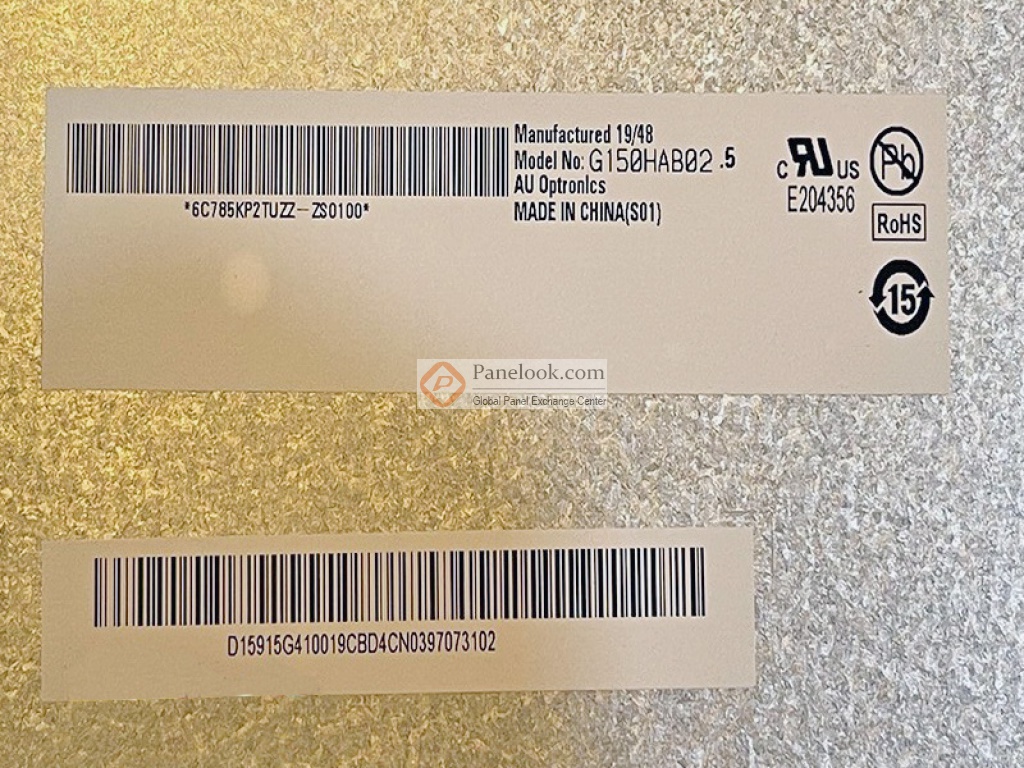 Manufactured 19/48
Model No: G150HAB02 .5
AU Optronics
MADE IN CHINA(S01)
*6C785KP2TUZZ-ZS0100*
c RU US
E204356
Pb
RoHS
15
Panelook.com
Global Panel Exchange Center
D15915G410019CBD4CN0397073102